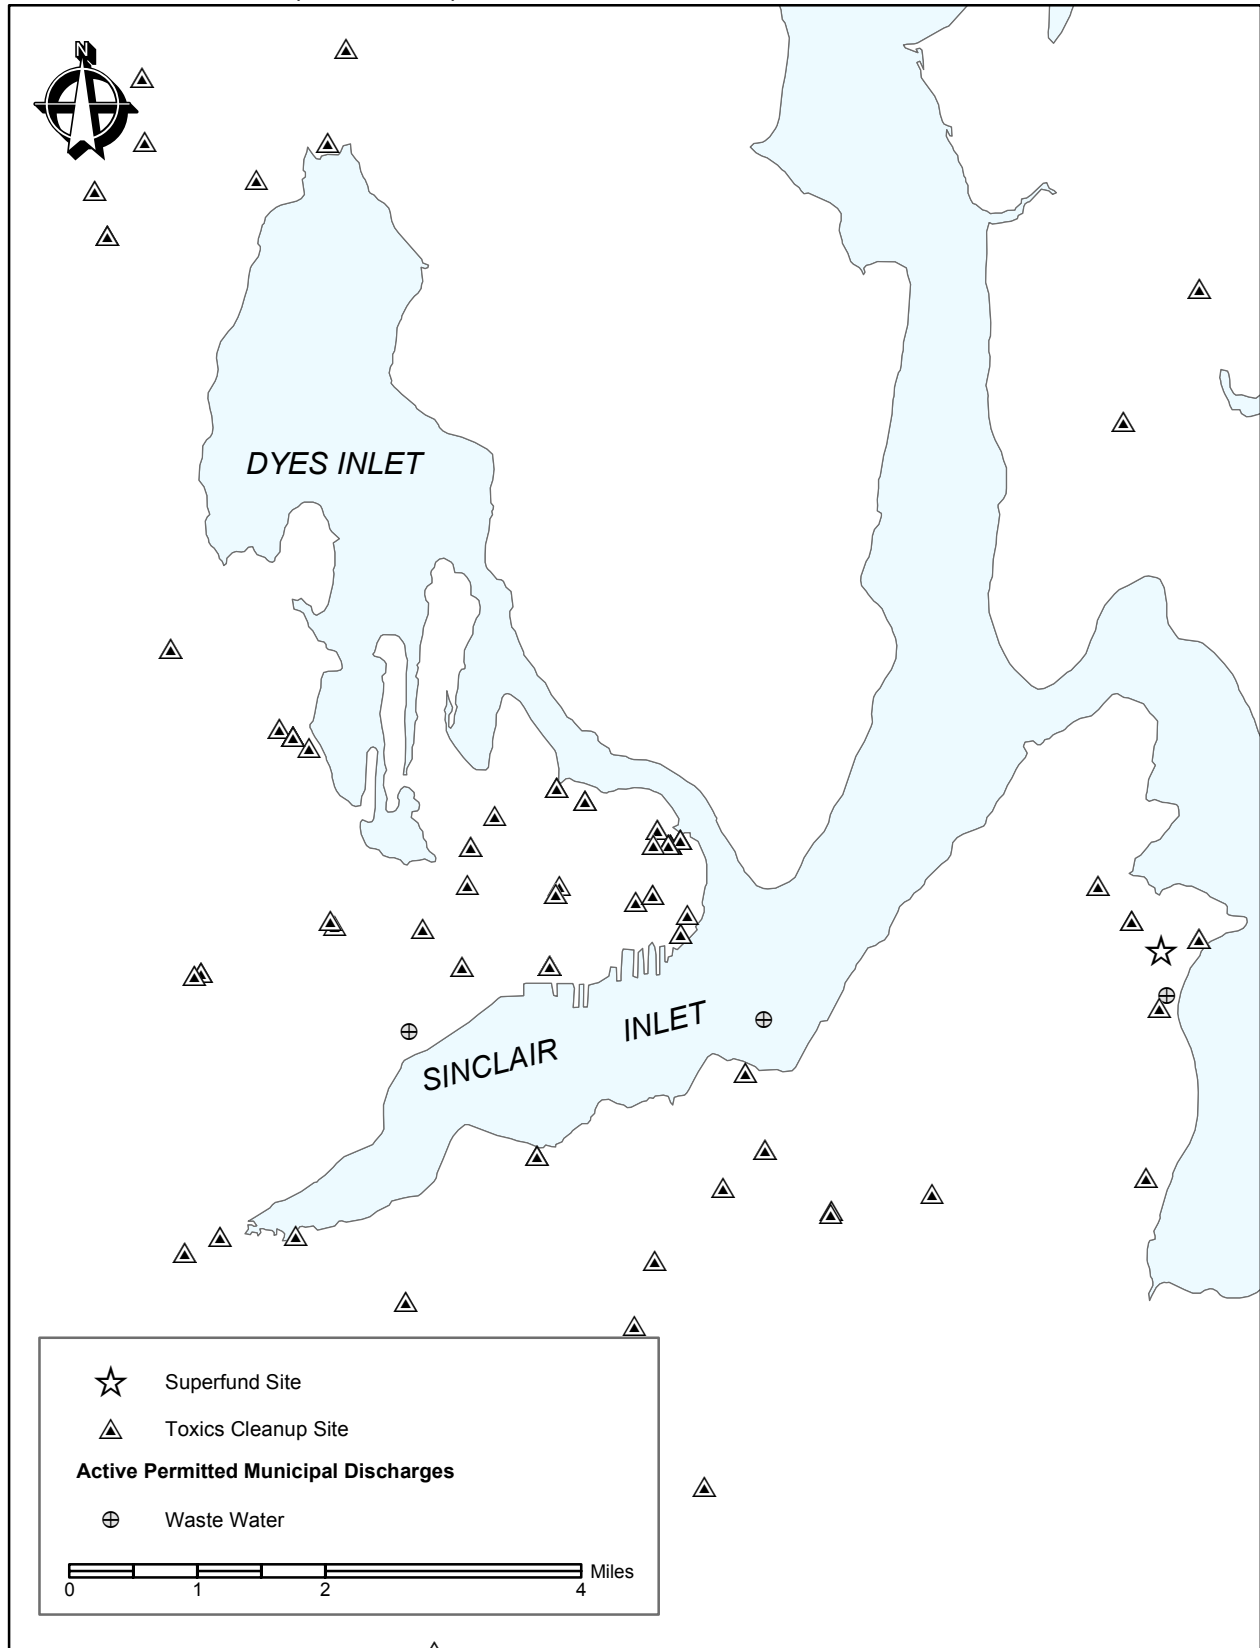 N
DYES INLET
SINCLAIR INLET
Superfund Site
Toxics Cleanup Site
Active Permitted Municipal Discharges
Waste Water
Miles
0 1 2 4